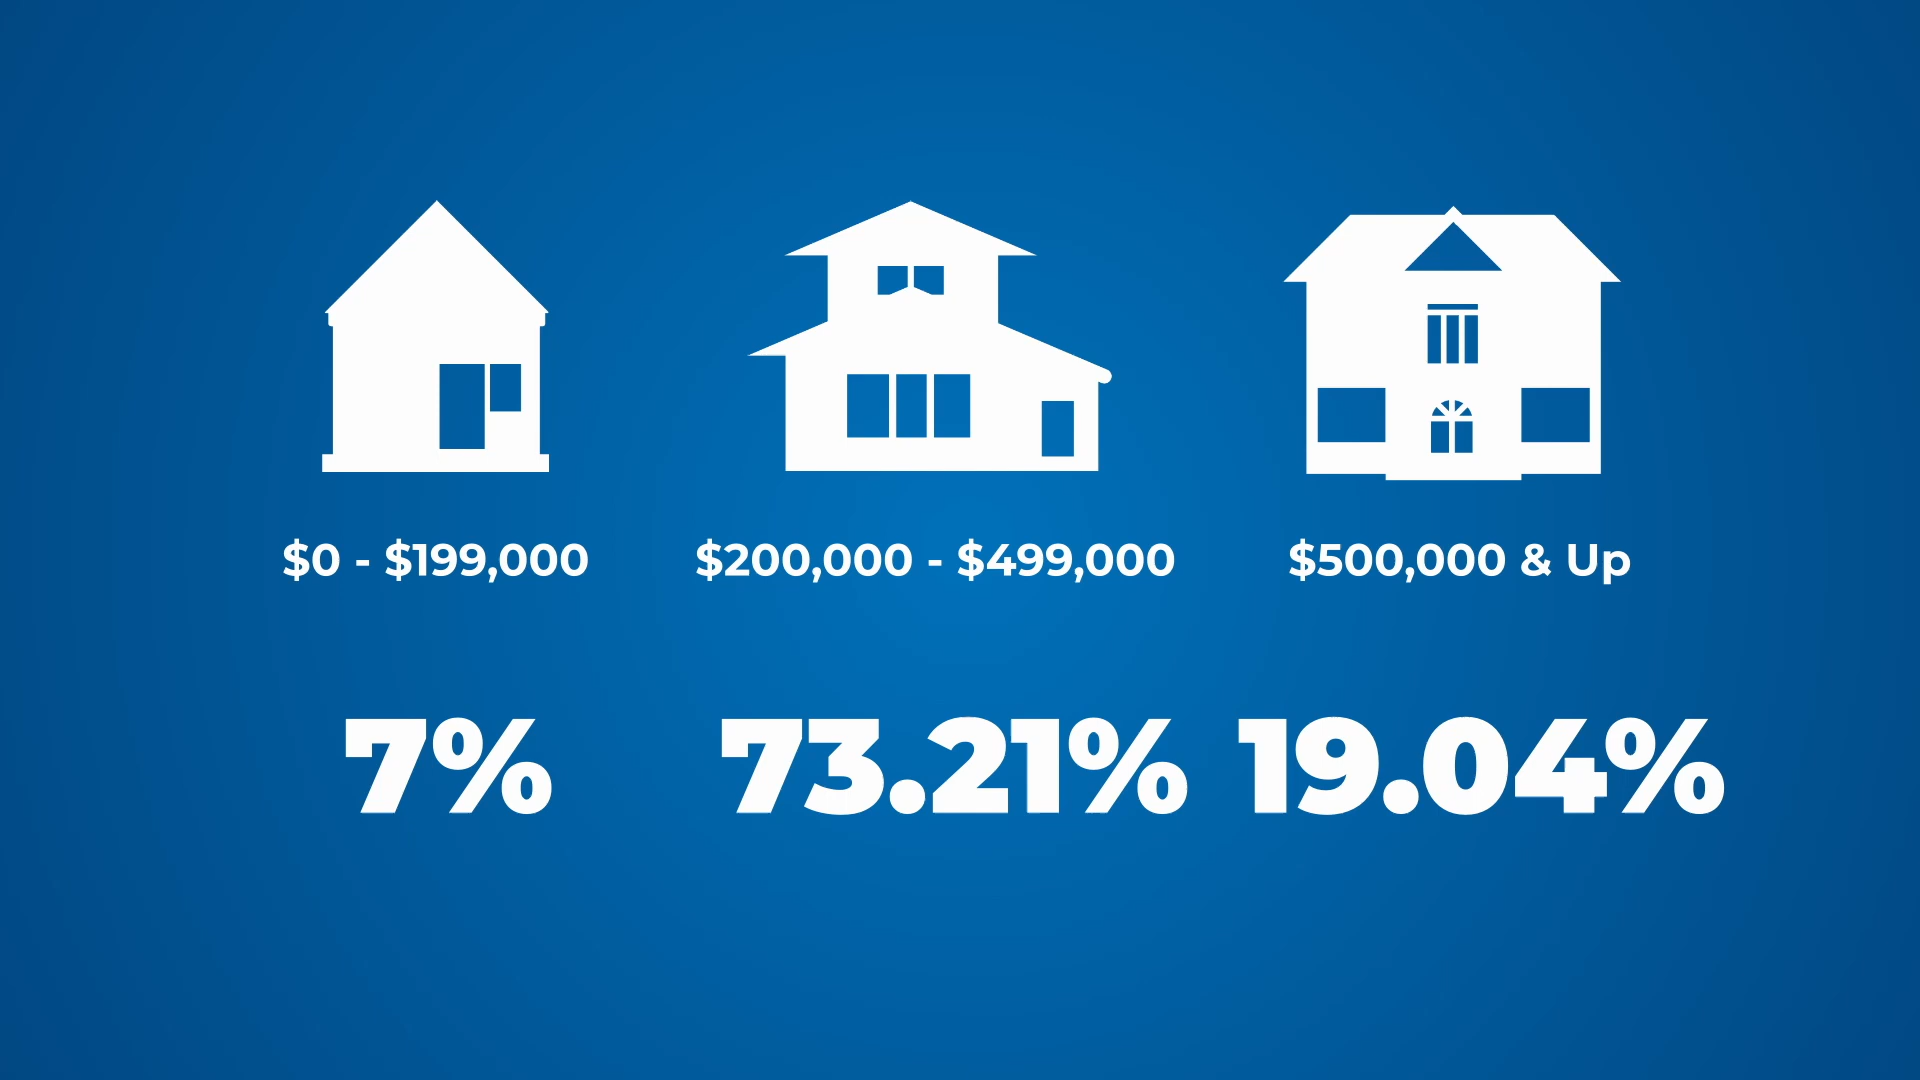 $0 - $199,000
$200,000 - $499,000
$500,000 & Up
7%
73.21%
19.04%